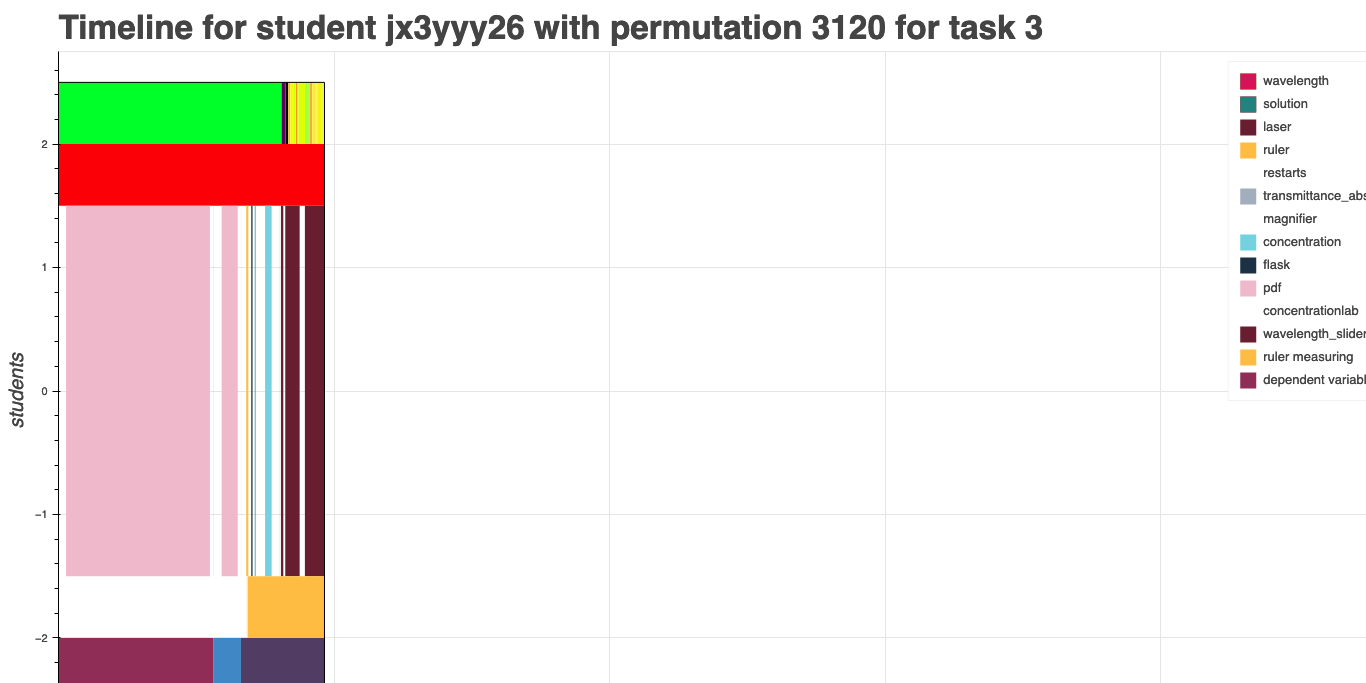 Timeline for student jx3yyy26 with permutation 3120 for task 3
students
2
1
0
−1
−2
wavelength
solution
laser
ruler
restarts
transmittance_abs
magnifier
concentration
flask
pdf
concentrationlab
wavelength_slider
ruler measuring
dependent variabl